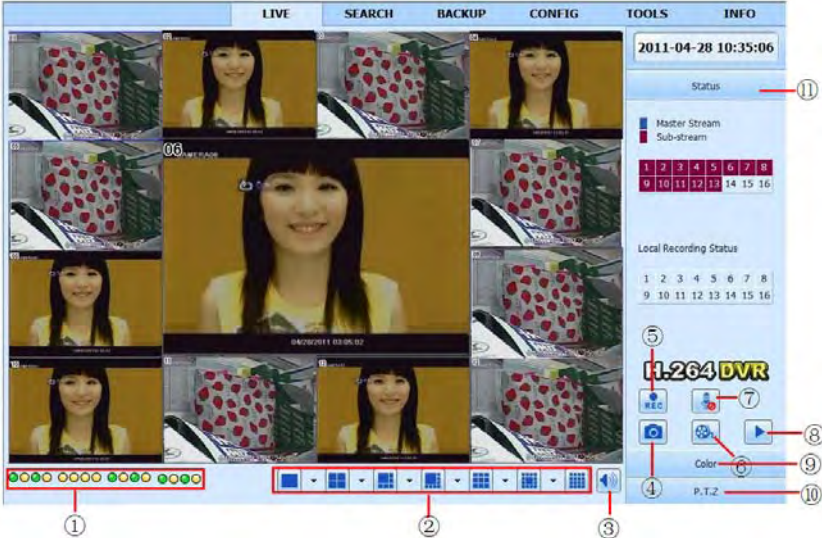 LIVE SEARCH BACKUP CONFIG TOOLS INFO
2011-04-28 10:35:06
Status
⑪
Master Stream
Sub-stream
1 2 3 4 5 6 7 8
9 10 11 12 13 14 15 16
Local Recording Status
1 2 3 4 5 6 7 8
9 10 11 12 13 14 15 16
06
CAMERA06
04/28/2011 03:05:02
⑤
H.264 DVR
REC
⑦
⑧
Color
⑨
④
⑥
P.T.Z
⑩
①
②
③